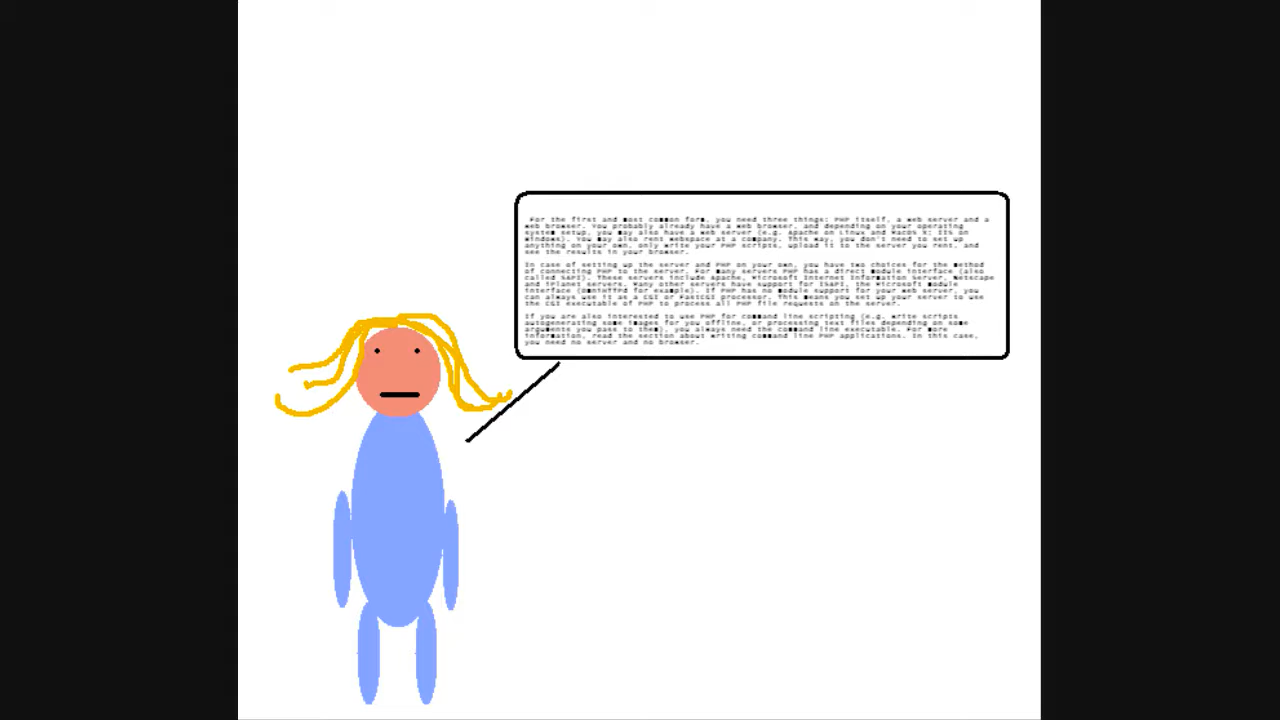 For the first and most common form, you need three things: PHP itself, a web server and a
web browser. You probably already have a web browser, and depending on your operating
system setup, you may also have a web server (e.g. Apache on Linux and MacOS X; IIS on
Windows). You may also rent webspace at a company. This way, you don't need to set up
anything on your own, only write your PHP scripts, upload it to the server you rent, and
see the results in your browser.
In case of setting up the server and PHP on your own, you have two choices for the method
of connecting PHP to the server. For many servers PHP has a direct module interface (also
called SAPI). These servers include Apache, Microsoft Internet Information Server, Netscape
and iPlanet servers. Many other servers have support for ISAPI, the Microsoft module
interface (OmniHTTPd for example). If PHP has no module support for your web server, you
can always use it as a CGI or FastCGI processor. This means you set up your server to use
the CGI executable of PHP to process all PHP file requests on the server.
If you are also interested to use PHP for command line scripting (e.g. write scripts
autogenerating some images for you offline, or processing text files depending on some
arguments you pass to them), you always need the command line executable. For more
information, read the section about writing command line PHP applications. In this case,
you need no server and no browser.